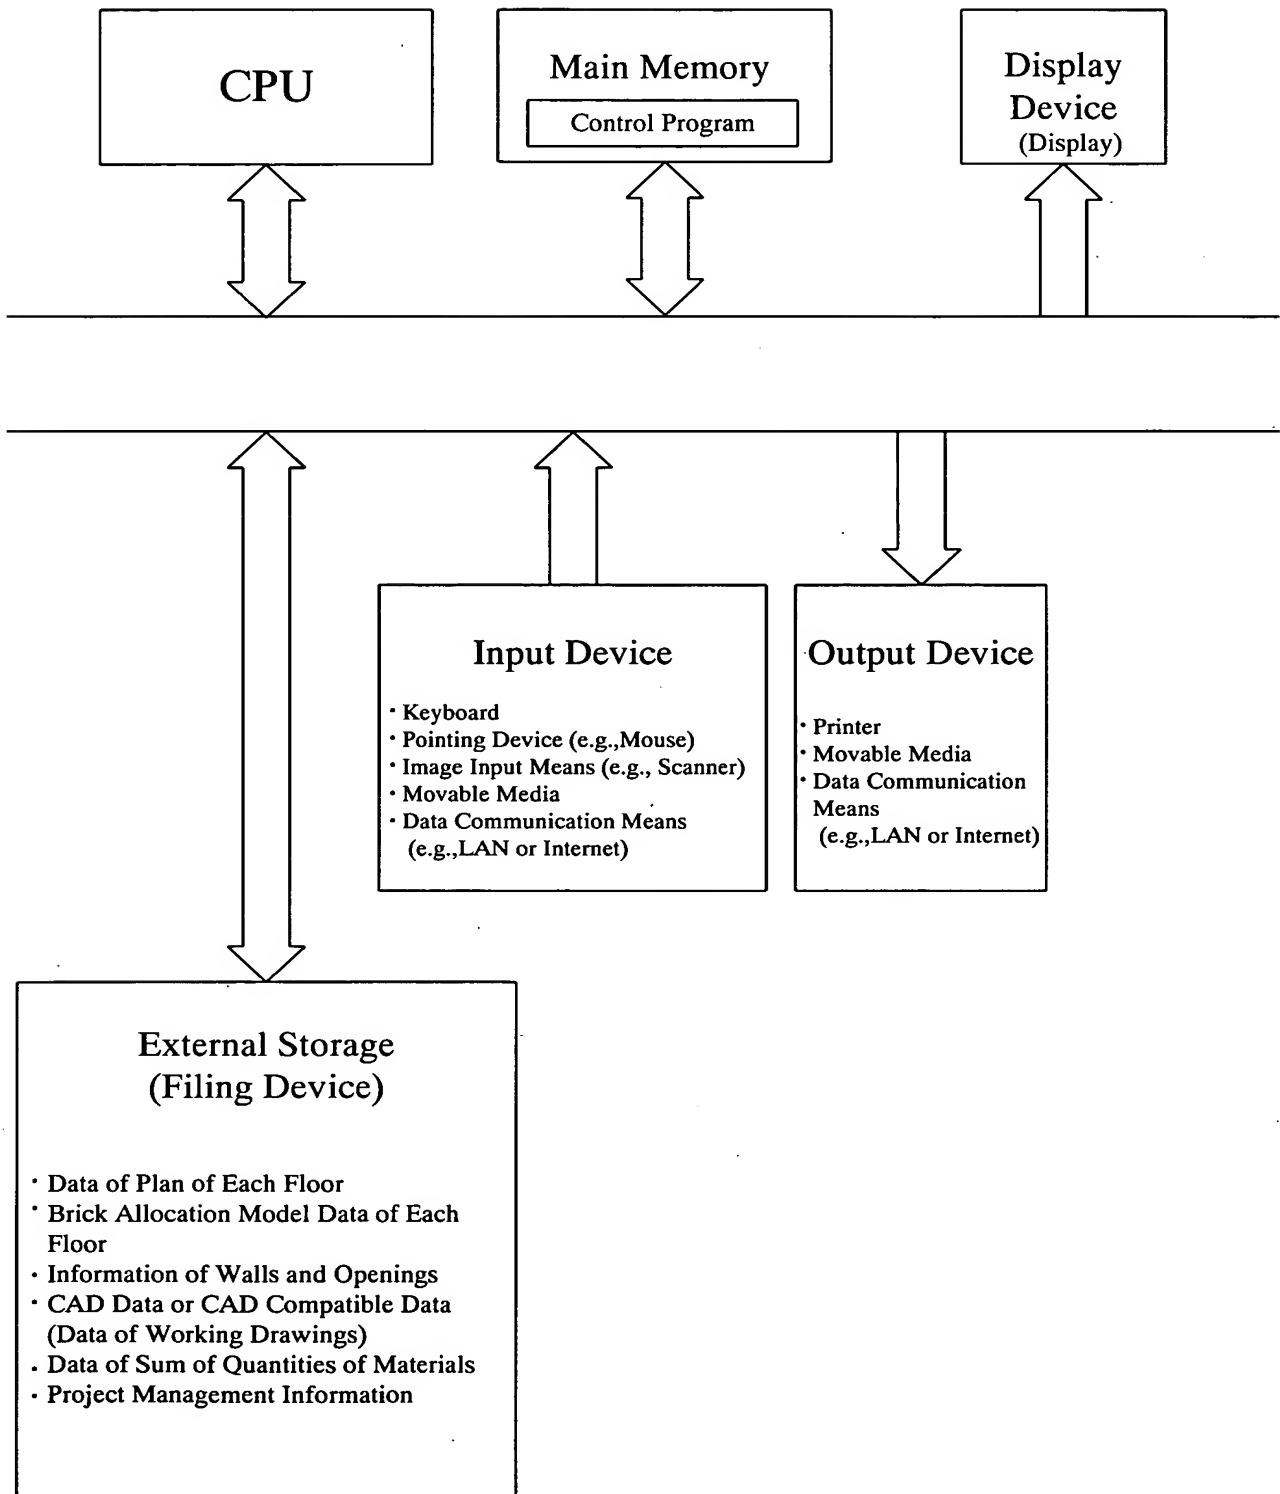 CPU
Main Memory
Control Program
Display
Device
(Display)
Input Device
· Keyboard
· Pointing Device (e.g.,Mouse)
· Image Input Means (e.g., Scanner)
· Movable Media
· Data Communication Means
(e.g.,LAN or Internet)
Output Device
· Printer
· Movable Media
· Data Communication
Means
(e.g.,LAN or Internet)
External Storage
(Filing Device)
· Data of Plan of Each Floor
· Brick Allocation Model Data of Each
Floor
· Information of Walls and Openings
· CAD Data or CAD Compatible Data
(Data of Working Drawings)
· Data of Sum of Quantities of Materials
· Project Management Information